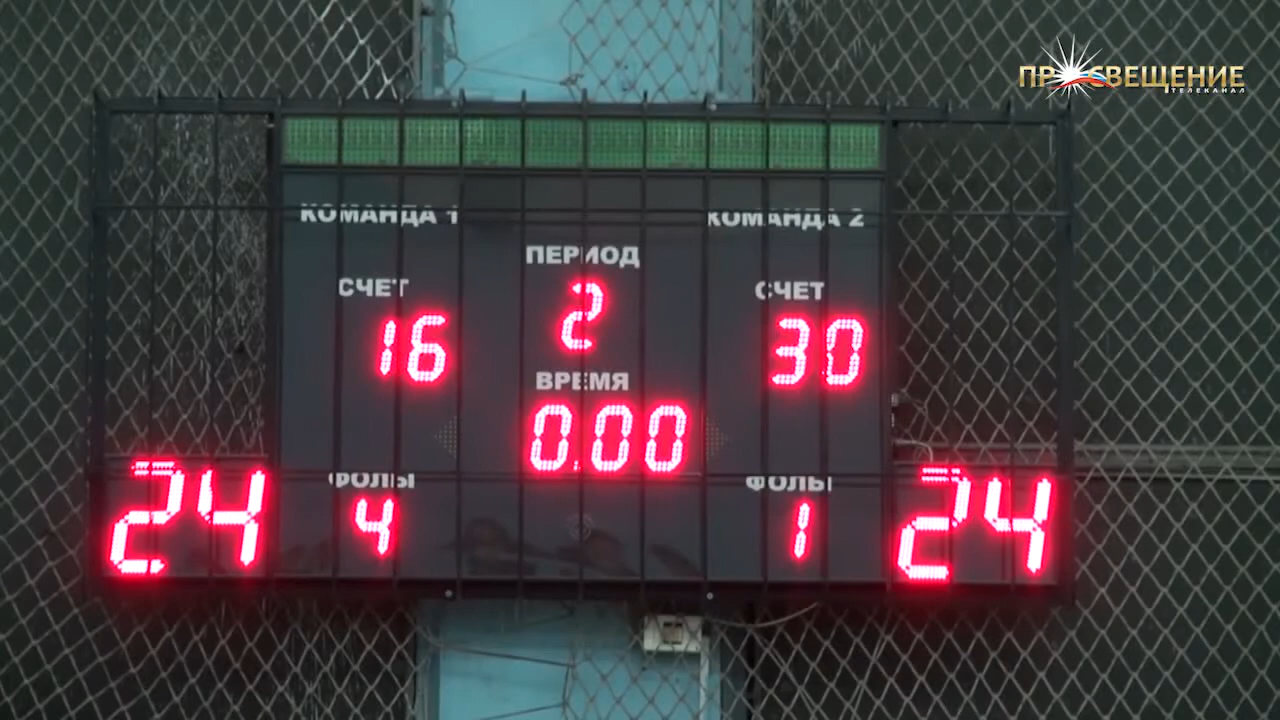 ПРОСВЕЩЕНИЕ
ТЕЛЕКАНАЛ
КОМАНДА 1
КОМАНДА 2
ПЕРИОД
2
СЧЕТ
16
СЧЕТ
30
ВРЕМЯ
0.00
ФОЛЫ
4
ФОЛЫ
1
24
24